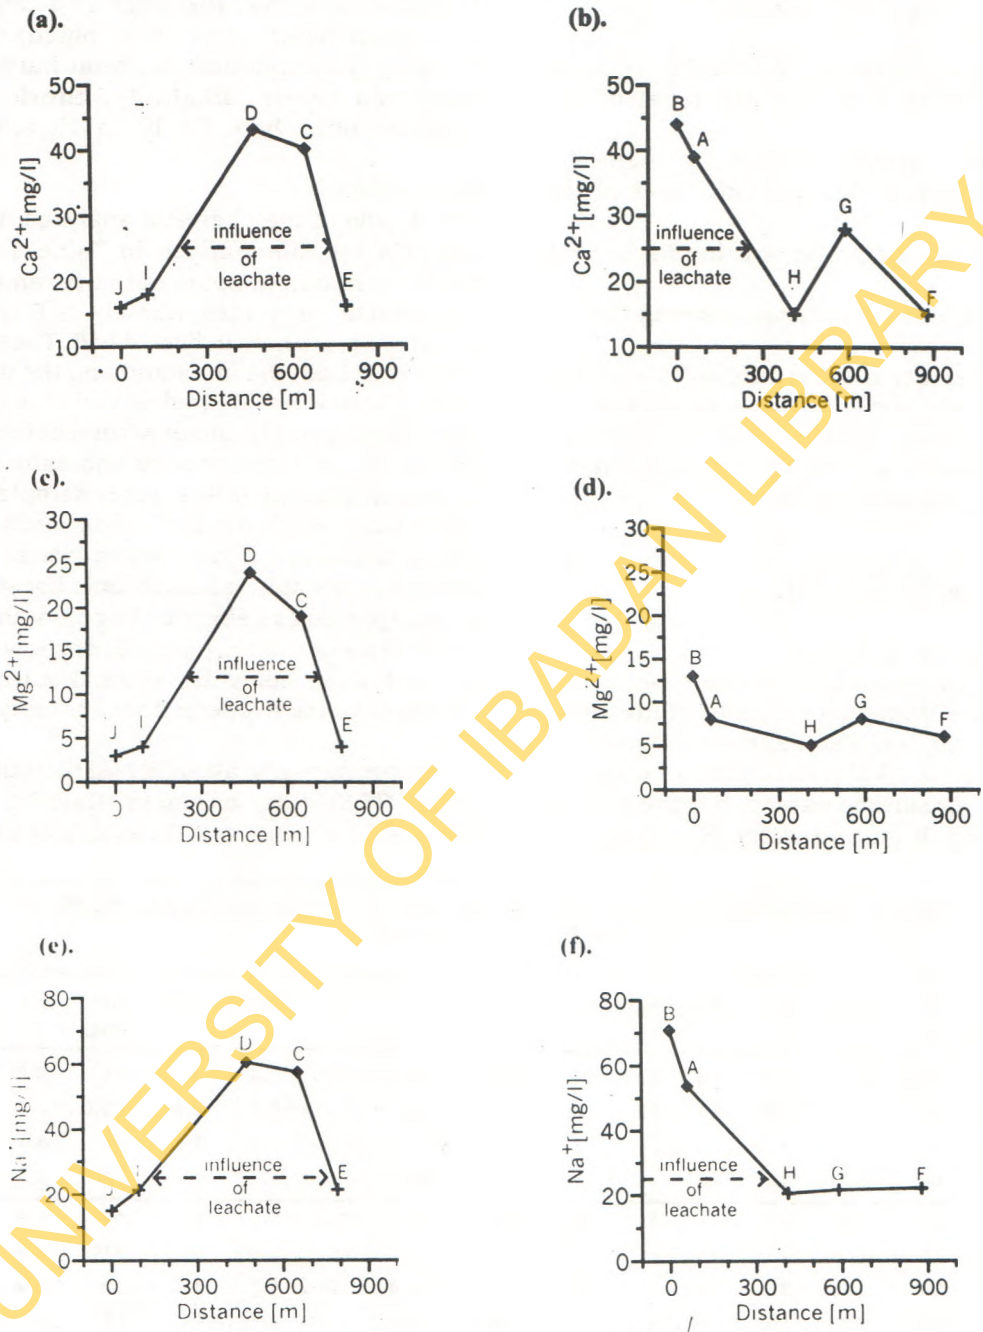 (a).
50
40
30
20
10
Ca2+[mg/l]
D
C
J
I
E
influence
of
leachate
0 300 600 900
Distance [m]
(b).
50
40
30
20
10
Ca2+[mg/l]
B
A
G
H
F
influence
of
leachate
0 300 600 900
Distance [m]
(c).
30
25
20
15
10
5
0
Mg2+[mg/l]
D
C
J
I
E
influence
of
leachate
300 600 900
Distance [m]
(d).
30
25
20
15
10
5
0
Mg2+[mg/l]
B
A
H
G
F
0 300 600 900
Distance [m]
(e).
80
60
40
20
0
[mg/l]
D
C
J
E
influence
of
leachate
0 300 600 900
Distance [m]
(f).
80
60
40
20
0
Na+[mg/l]
B
A
H
G
F
influence
of
leachate
0 300 600 900
Distance [m]
UNIVERSITY OF IBADAN LIBRARY